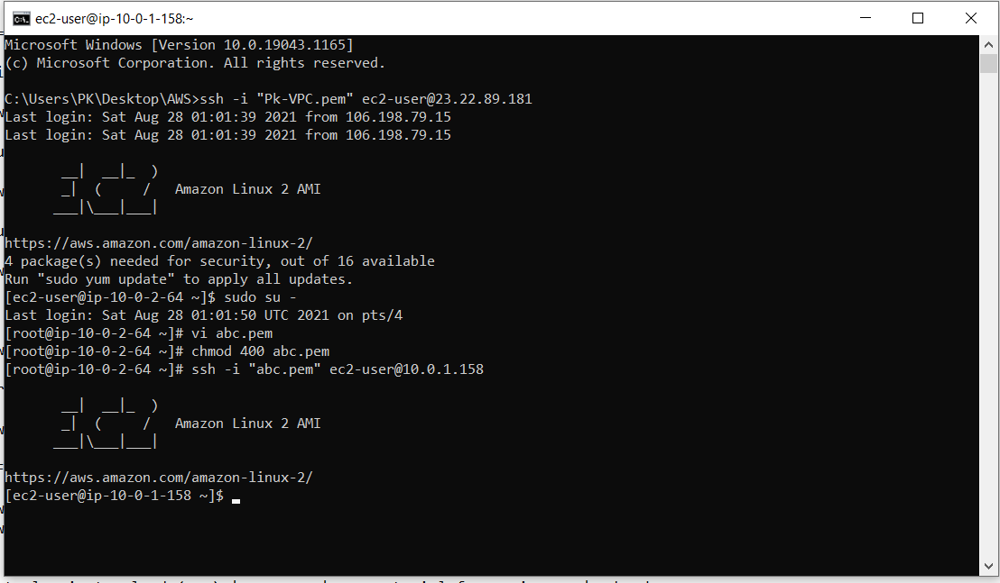 ec2-user@ip-10-0-1-158:~
Microsoft Windows [Version 10.0.19043.1165]
(c) Microsoft Corporation. All rights reserved.
C:\Users\PK\Desktop\AWS>ssh -i "Pk-VPC.pem" ec2-user@23.22.89.181
Last login: Sat Aug 28 01:01:39 2021 from 106.198.79.15
Last login: Sat Aug 28 01:01:39 2021 from 106.198.79.15
       __|  __|_  )
       _|  (     /   Amazon Linux 2 AMI
      ___|\___|___|
https://aws.amazon.com/amazon-linux-2/
4 package(s) needed for security, out of 16 available
Run "sudo yum update" to apply all updates.
[ec2-user@ip-10-0-2-64 ~]$ sudo su -
Last login: Sat Aug 28 01:01:50 UTC 2021 on pts/4
[root@ip-10-0-2-64 ~]# vi abc.pem
[root@ip-10-0-2-64 ~]# chmod 400 abc.pem
[root@ip-10-0-2-64 ~]# ssh -i "abc.pem" ec2-user@10.0.1.158
       __|  __|_  )
       _|  (     /   Amazon Linux 2 AMI
      ___|\___|___|
https://aws.amazon.com/amazon-linux-2/
[ec2-user@ip-10-0-1-158 ~]$